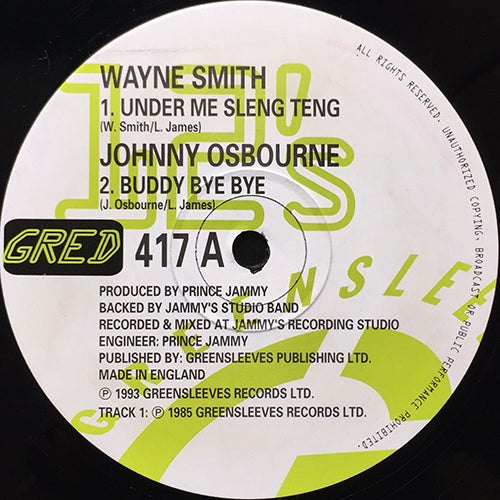 12"s
WAYNE SMITH
1. UNDER ME SLENG TENG
(W. Smith/L. James)
JOHNNY OSBOURNE
2. BUDDY BYE BYE
(J. Osbourne/L. James)
GRED 417 A
PRODUCED BY PRINCE JAMMY
BACKED BY JAMMY'S STUDIO BAND
RECORDED & MIXED AT JAMMY'S RECORDING STUDIO
ENGINEER: PRINCE JAMMY
PUBLISHED BY: GREENSLEEVES PUBLISHING LTD.
MADE IN ENGLAND
Ⓟ 1993 GREENSLEEVES RECORDS LTD.
TRACK 1: Ⓟ 1985 GREENSLEEVES RECORDS LTD.
ALL RIGHTS RESERVED. UNAUTHORIZED COPYING, BROADCAST OR PUBLIC PERFORMANCE PROHIBITED.